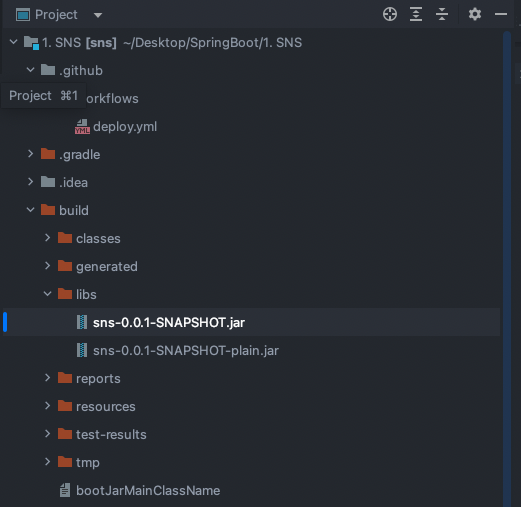 Project
1. SNS [sns] ~/Desktop/SpringBoot/1. SNS
.github
Project ⌘1
orkflows
deploy.yml
.gradle
.idea
build
classes
generated
libs
sns-0.0.1-SNAPSHOT.jar
sns-0.0.1-SNAPSHOT-plain.jar
reports
resources
test-results
tmp
bootJarMainClassName